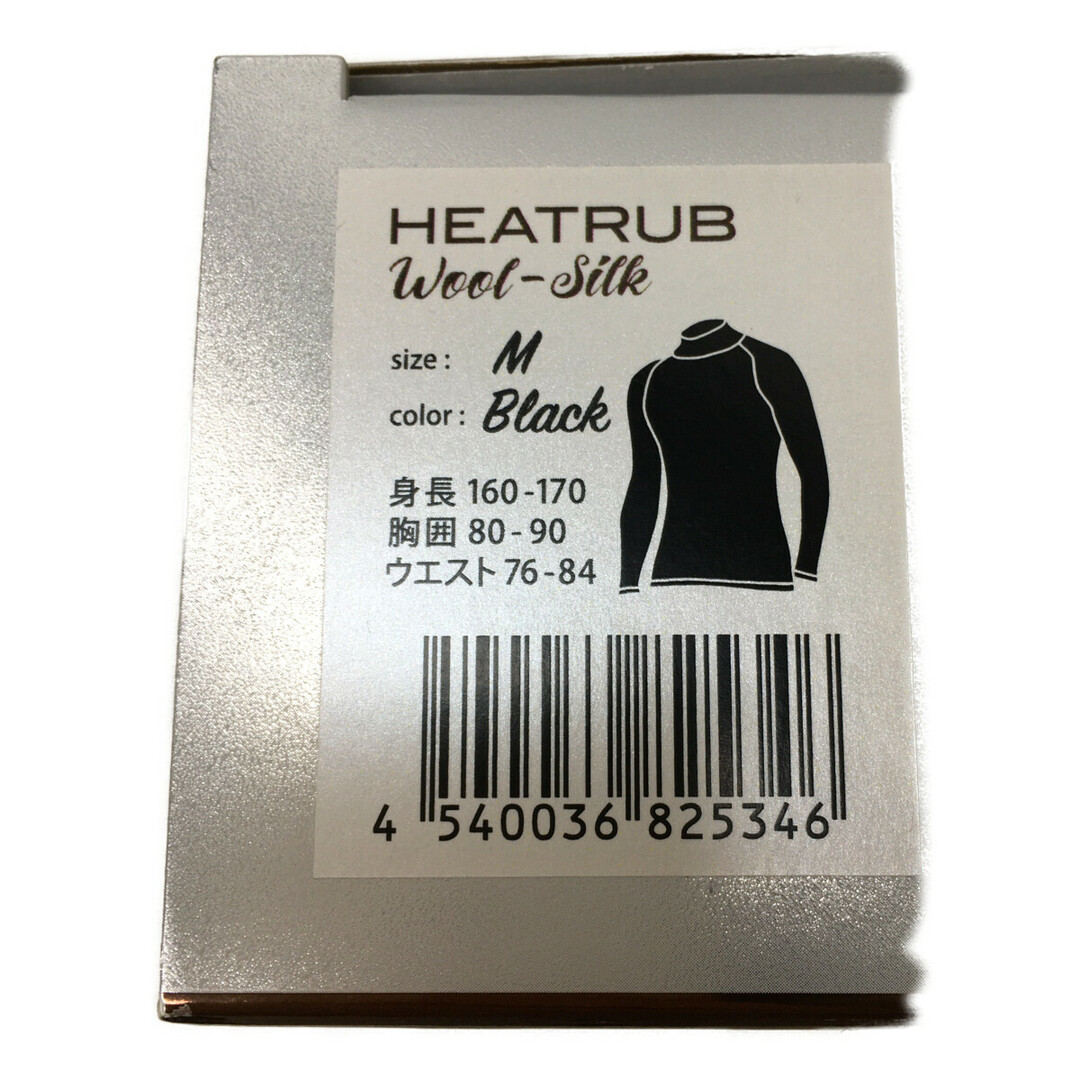 HEATRUB
Wool-Silk
size : M
color : Black
身長 160-170
胸囲 80-90
ウエスト 76-84
4 540036 825346